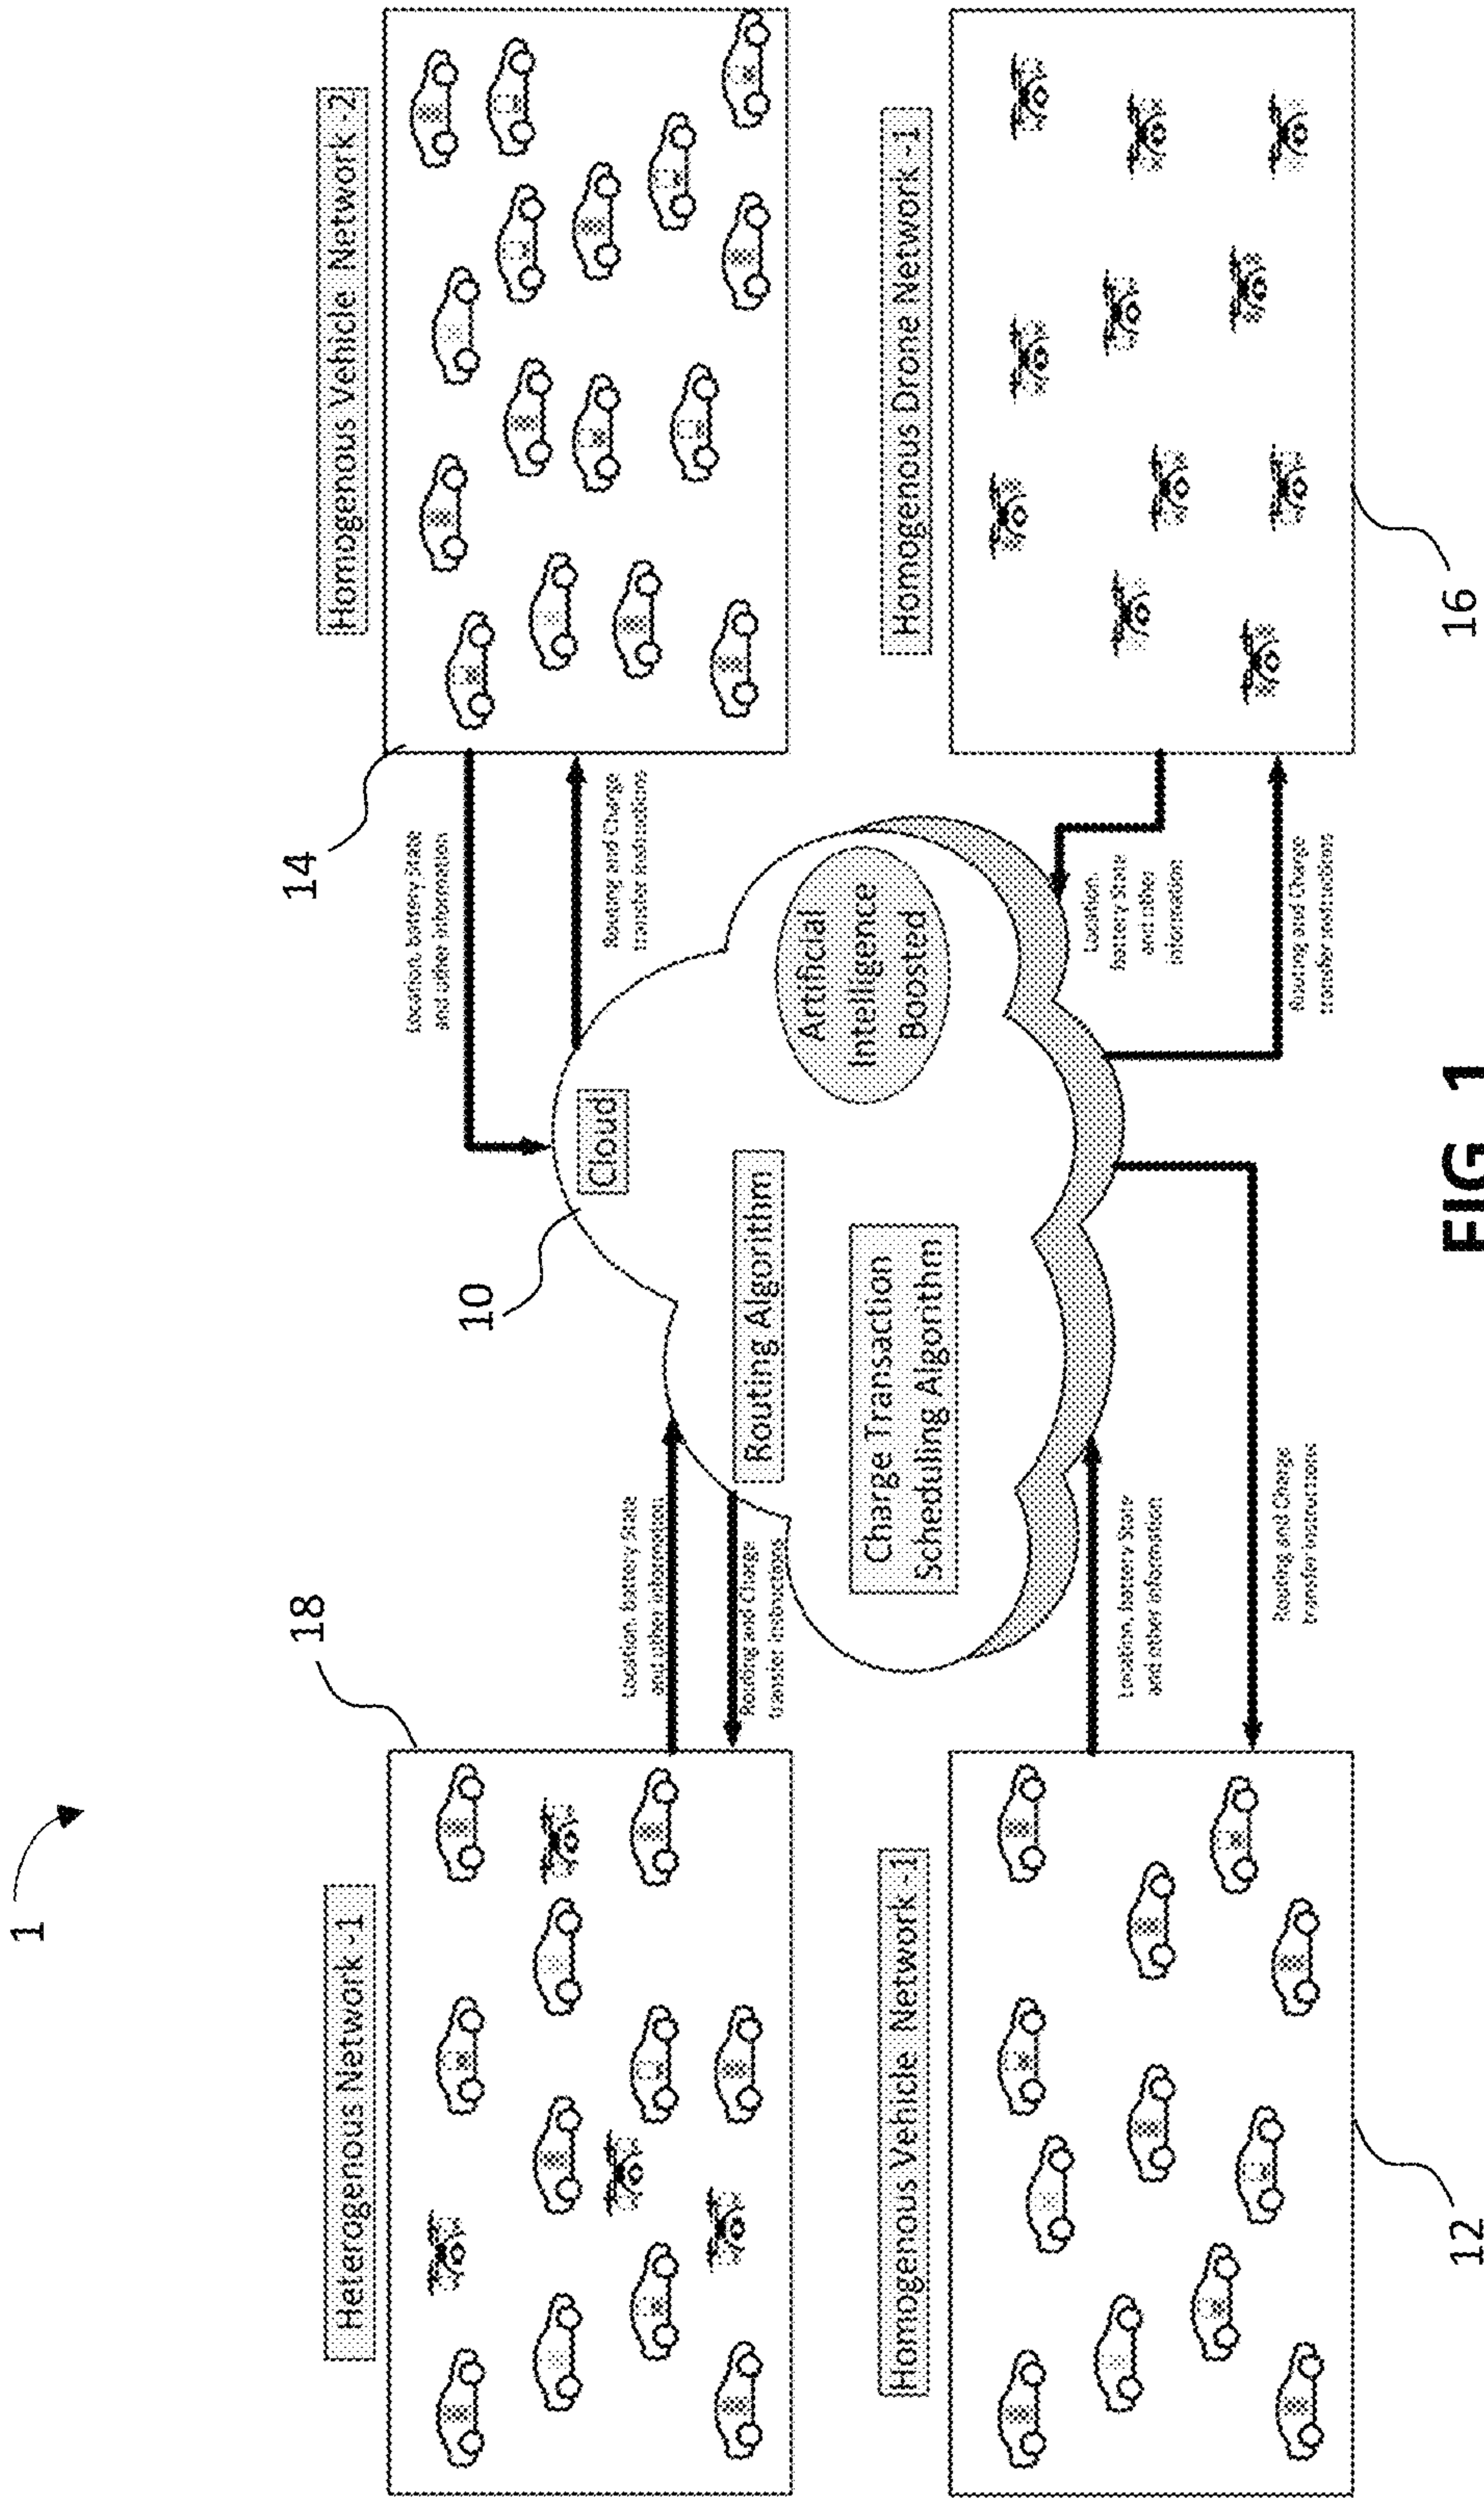 1
18
Heterogenous Network -1
14
Homogenous Vehicle Network -2
Location, battery State
and other information
Routing and Charge
transfer instructions
10
Cloud
Location, battery State
and other information
Routing and Charge
transfer instructions
Routing Algorithm
Artificial
Intelligence
Boosted
Charge Transaction
Scheduling Algorithm
Homogenous Vehicle Network -1
12
Location, battery State
and other information
Routing and Charge
transfer instructions
Homogenous Drone Network -1
16
Location,
battery State
and other
information
Routing and Charge
transfer instructions
FIG. 1